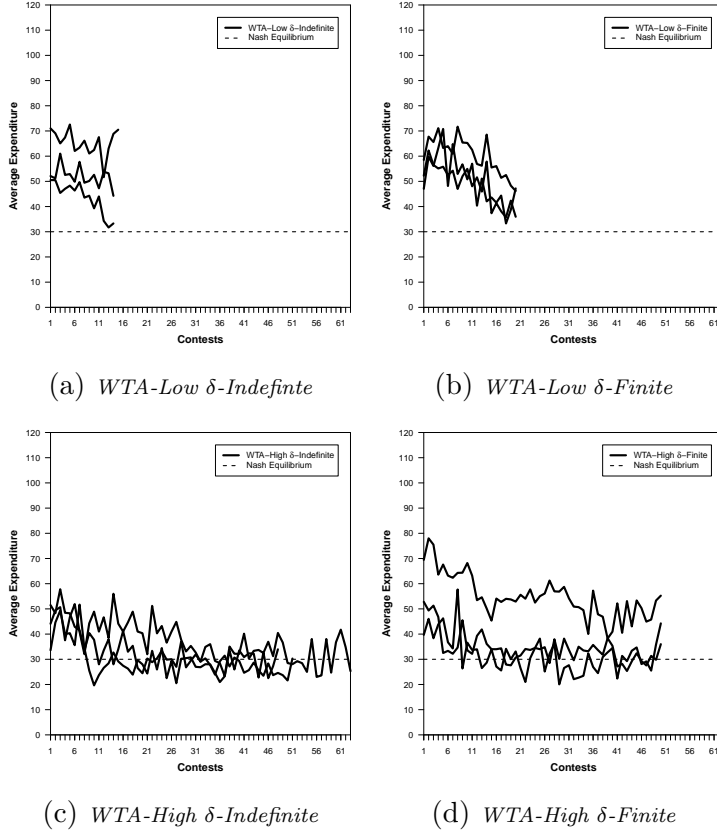 WTA−Low δ−Indefinite
Nash Equilibrium
120
110
100
90
80
70
60
50
40
30
20
10
0
Average Expenditure
1 6 11 16 21 26 31 36 41 46 51 56 61
Contests
(a) WTA-Low δ-Indefinte
WTA−Low δ−Finite
Nash Equilibrium
120
110
100
90
80
70
60
50
40
30
20
10
0
Average Expenditure
1 6 11 16 21 26 31 36 41 46 51 56 61
Contests
(b) WTA-Low δ-Finite
WTA−High δ−Indefinite
Nash Equilibrium
120
110
100
90
80
70
60
50
40
30
20
10
0
Average Expenditure
1 6 11 16 21 26 31 36 41 46 51 56 61
Contests
(c) WTA-High δ-Indefinite
WTA−High δ−Finite
Nash Equilibrium
120
110
100
90
80
70
60
50
40
30
20
10
0
Average Expenditure
1 6 11 16 21 26 31 36 41 46 51 56 61
Contests
(d) WTA-High δ-Finite